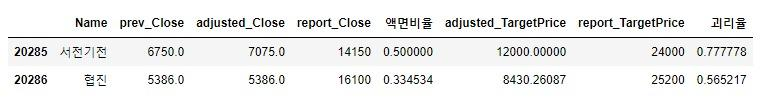 Name prev_Close adjusted_Close report_Close 액면비율 adjusted_TargetPrice report_TargetPrice 괴리율
20285 서전기전 6750.0 7075.0 14150 0.500000 12000.00000 24000 0.777778
20286 협진 5386.0 5386.0 16100 0.334534 8430.26087 25200 0.565217